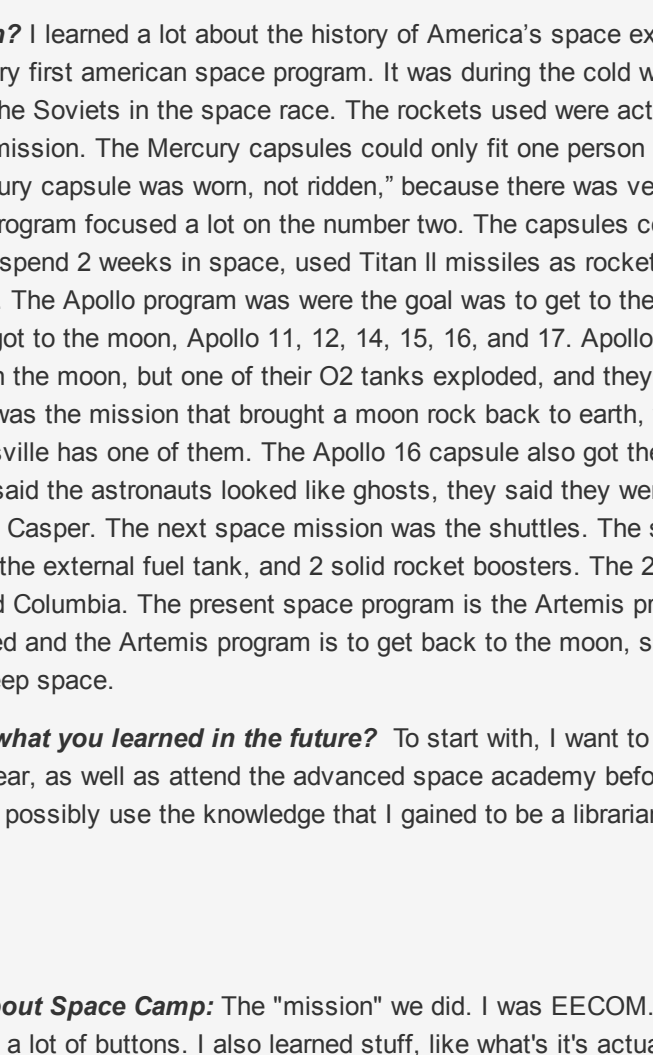 n? I learned a lot about the history of America’s space ex
ry first american space program. It was during the cold w
he Soviets in the space race. The rockets used were act
mission. The Mercury capsules could only fit one person
ury capsule was worn, not ridden,” because there was ve
rogram focused a lot on the number two. The capsules c
spend 2 weeks in space, used Titan ll missiles as rocket
. The Apollo program was were the goal was to get to the
got to the moon, Apollo 11, 12, 14, 15, 16, and 17. Apollo
n the moon, but one of their O2 tanks exploded, and they
was the mission that brought a moon rock back to earth,
sville has one of them. The Apollo 16 capsule also got the
said the astronauts looked like ghosts, they said they wer
Casper. The next space mission was the shuttles. The s
the external fuel tank, and 2 solid rocket boosters. The 2
d Columbia. The present space program is the Artemis pr
ed and the Artemis program is to get back to the moon, s
eep space.
what you learned in the future? To start with, I want to
ear, as well as attend the advanced space academy befo
possibly use the knowledge that I gained to be a librarian
bout Space Camp: The "mission" we did. I was EECOM.
a lot of buttons. I also learned stuff, like what's it's actua